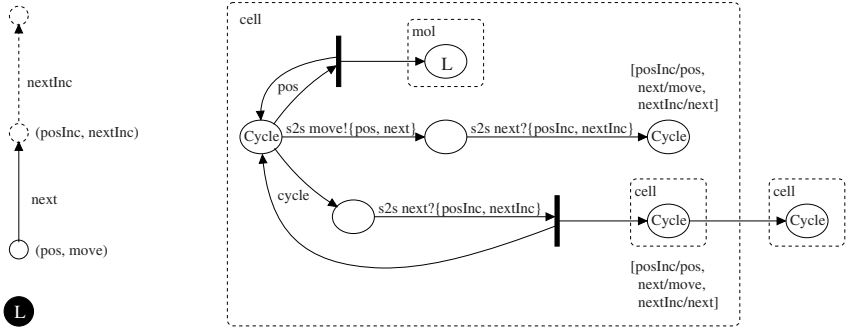 nextInc
(posInc, nextInc)
next
(pos, move)
L
cell
mol
L
pos
[posInc/pos,
next/move,
nextInc/next]
Cycle
s2s move!{pos, next}
s2s next?{posInc, nextInc}
Cycle
cycle
s2s next?{posInc, nextInc}
cell
Cycle
cell
Cycle
[posInc/pos,
next/move,
nextInc/next]